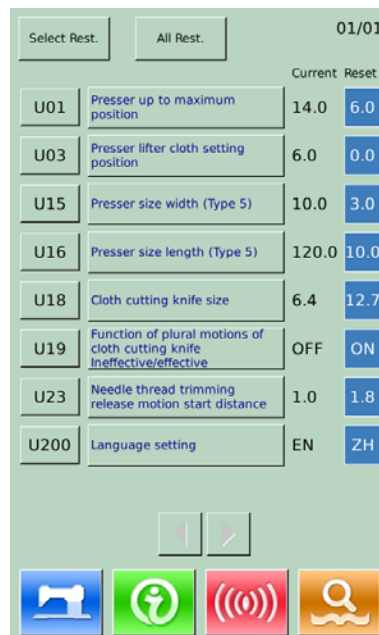 Select Rest.
All Rest.
01/01
Current Reset
U01 Presser up to maximum
position 14.0 6.0
U03 Presser lifter cloth setting
position 6.0 0.0
U15 Presser size width (Type 5) 10.0 3.0
U16 Presser size length (Type 5) 120.0 10.0
U18 Cloth cutting knife size 6.4 12.7
U19 Function of plural motions of
cloth cutting knife
Ineffective/effective OFF ON
U23 Needle thread trimming
release motion start distance 1.0 1.8
U200 Language setting EN ZH